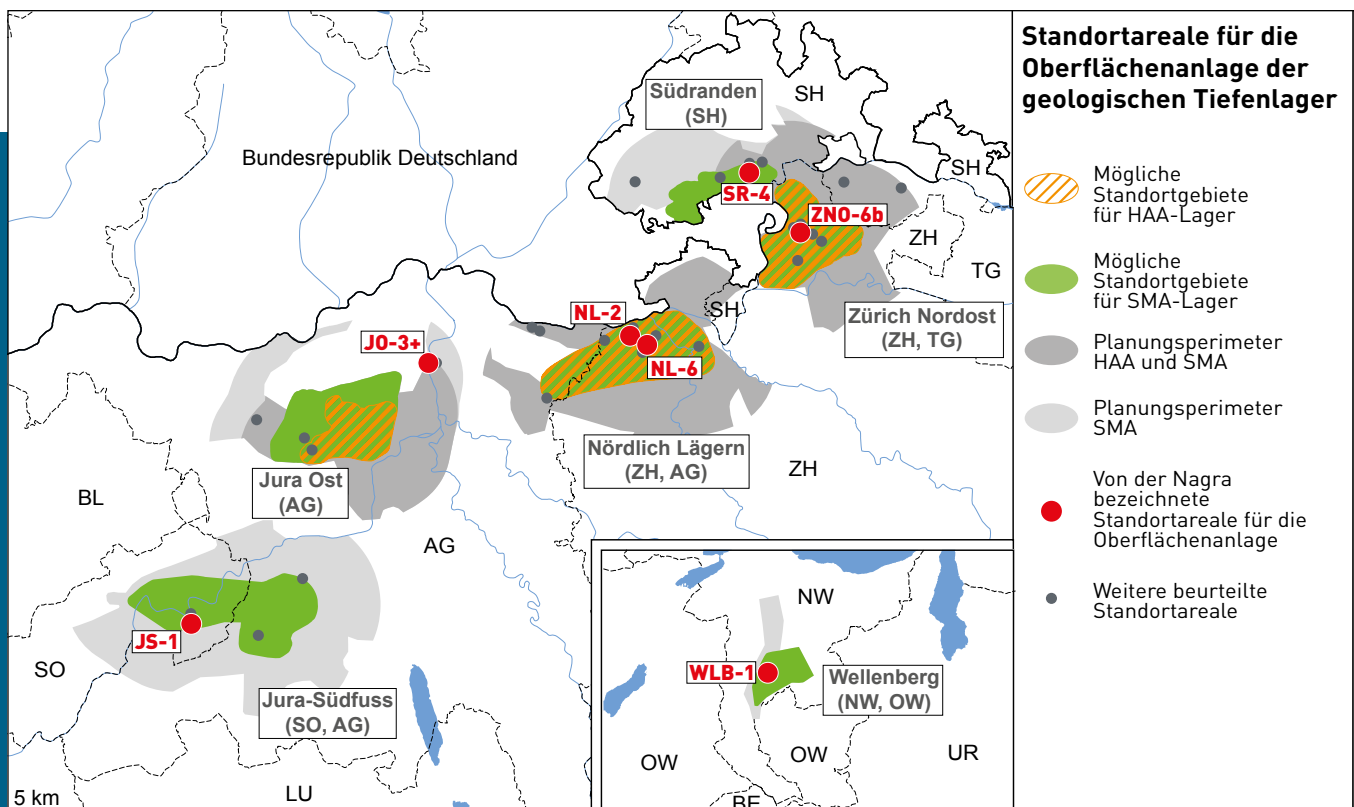 Standortareale für die
Oberflächenanlage der
geologischen Tiefenlager
Mögliche
Standortgebiete
für HAA-Lager
Mögliche
Standortgebiete
für SMA-Lager
Planungsperimeter
HAA und SMA
Planungsperimeter
SMA
Von der Nagra
bezeichnete
Standortareale für die
Oberflächenanlage
Weitere beurteilte
Standortareale
Südranden
(SH)
SH
SH
Bundesrepublik Deutschland
SR-4
ZNO-6b
ZH
TG
SH
Zürich Nordost
(ZH, TG)
NL-2
NL-6
JO-3+
Nördlich Lägern
(ZH, AG)
ZH
Jura Ost
(AG)
BL
AG
JS-1
SO
Jura-Südfuss
(SO, AG)
LU
5 km
NW
WLB-1
Wellenberg
(NW, OW)
OW
OW
UR
BE